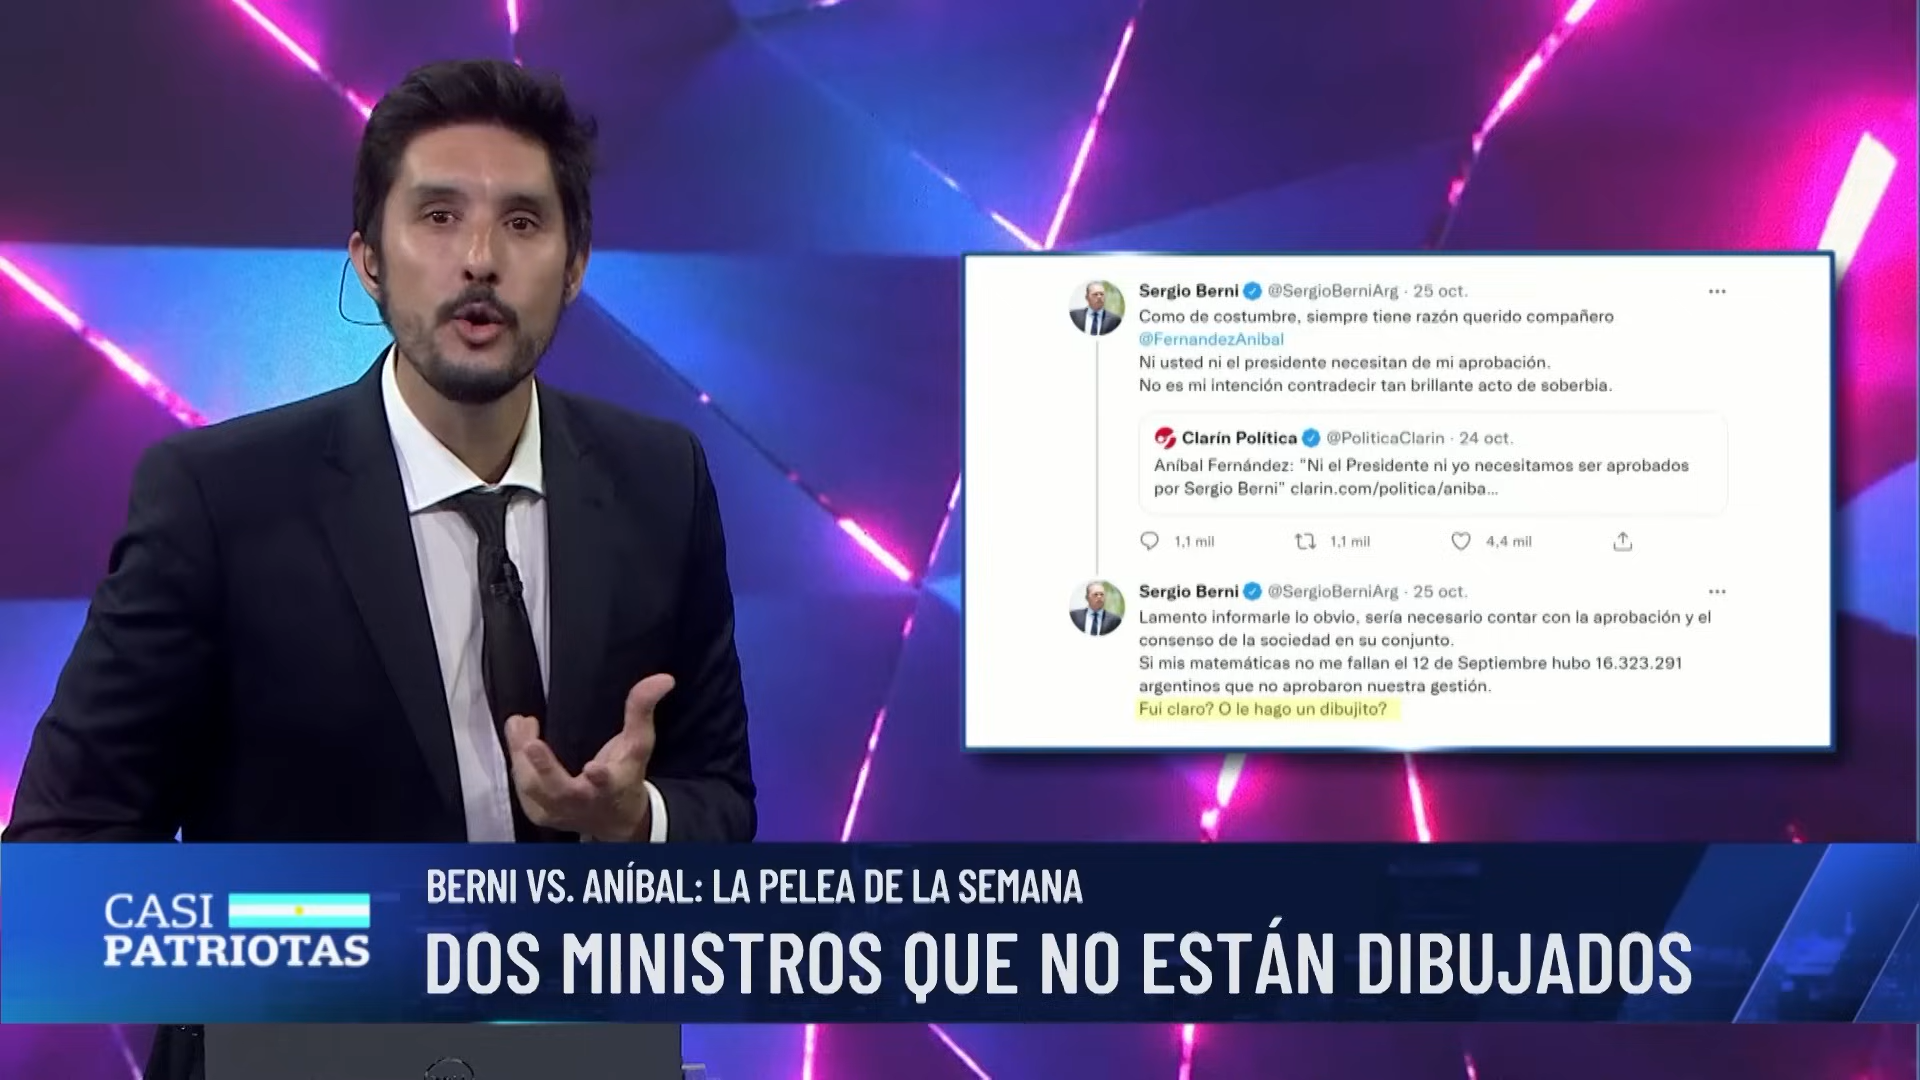 Sergio Berni @SergioBerniArg · 25 oct.
Como de costumbre, siempre tiene razón querido compañero
@FernandezAnibal
Ni usted ni el presidente necesitan de mi aprobación.
No es mi intención contradecir tan brillante acto de soberbia.
Clarín Política @PoliticaClarin · 24 oct.
Aníbal Fernández: "Ni el Presidente ni yo necesitamos ser aprobados
por Sergio Berni" clarin.com/politica/aniba...
1,1 mil 1,1 mil 4,4 mil
Sergio Berni @SergioBerniArg · 25 oct.
Lamento informarle lo obvio, sería necesario contar con la aprobación y el
consenso de la sociedad en su conjunto.
Si mis matemáticas no me fallan el 12 de Septiembre hubo 16.323.291
argentinos que no aprobaron nuestra gestión.
Fui claro? O le hago un dibujito?
CASI
PATRIOTAS
BERNI VS. ANÍBAL: LA PELEA DE LA SEMANA
DOS MINISTROS QUE NO ESTÁN DIBUJADOS